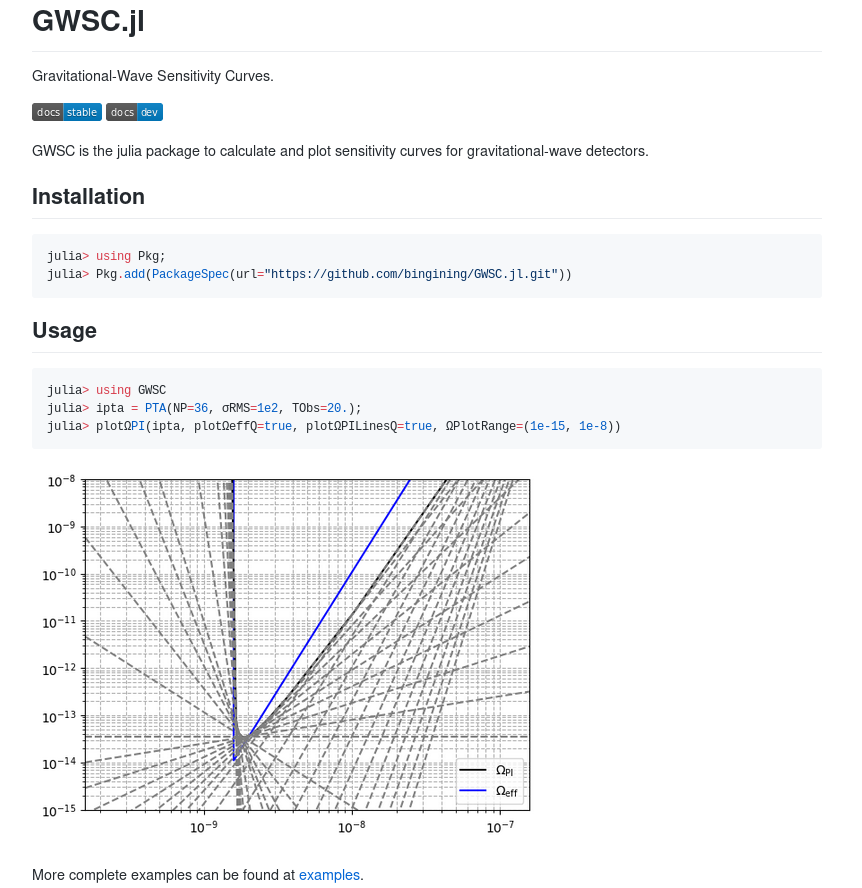 GWSC.jl
Gravitational-Wave Sensitivity Curves.
docs stable docs dev
GWSC is the julia package to calculate and plot sensitivity curves for gravitational-wave detectors.
Installation
julia> using Pkg;
julia> Pkg.add(PackageSpec(url="https://github.com/bingining/GWSC.jl.git"))
Usage
julia> using GWSC
julia> ipta = PTA(NP=36, σRMS=1e2, TObs=20.);
julia> plotΩPI(ipta, plotΩeffQ=true, plotΩPILinesQ=true, ΩPlotRange=(1e-15, 1e-8))
10⁻⁸
10⁻⁹
10⁻¹⁰
10⁻¹¹
10⁻¹²
10⁻¹³
10⁻¹⁴
10⁻¹⁵
Ω_PI
Ω_eff
10⁻⁹ 10⁻⁸ 10⁻⁷
More complete examples can be found at examples.